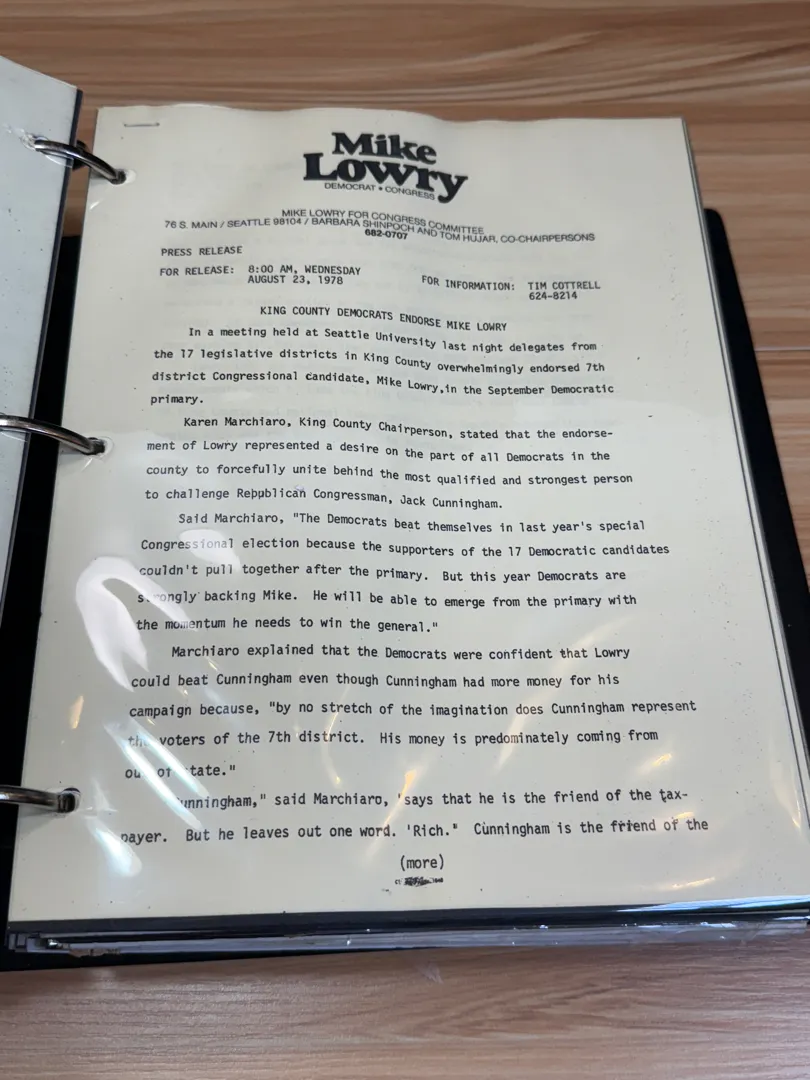 Mike
Lowry
DEMOCRAT • CONGRESS
MIKE LOWRY FOR CONGRESS COMMITTEE
76 S. MAIN / SEATTLE 98104 / BARBARA SHINPOCH AND TOM HUJAR, CO-CHAIRPERSONS
682-0707
PRESS RELEASE
FOR RELEASE: 8:00 AM, WEDNESDAY
AUGUST 23, 1978
FOR INFORMATION: TIM COTTRELL
624-8214
KING COUNTY DEMOCRATS ENDORSE MIKE LOWRY
In a meeting held at Seattle University last night delegates from
the 17 legislative districts in King County overwhelmingly endorsed 7th
district Congressional candidate, Mike Lowry,in the September Democratic
primary.
Karen Marchiaro, King County Chairperson, stated that the endorse-
ment of Lowry represented a desire on the part of all Democrats in the
county to forcefully unite behind the most qualified and strongest person
to challenge Republican Congressman, Jack Cunningham.
Said Marchiaro, "The Democrats beat themselves in last year's special
Congressional election because the supporters of the 17 Democratic candidates
couldn't pull together after the primary. But this year Democrats are
strongly backing Mike. He will be able to emerge from the primary with
the momentum he needs to win the general."
Marchiaro explained that the Democrats were confident that Lowry
could beat Cunningham even though Cunningham had more money for his
campaign because, "by no stretch of the imagination does Cunningham represent
the voters of the 7th district. His money is predominately coming from
out of state."
Cunningham," said Marchiaro, 'says that he is the friend of the tax-
payer. But he leaves out one word. 'Rich." Cunningham is the friend of the
(more)